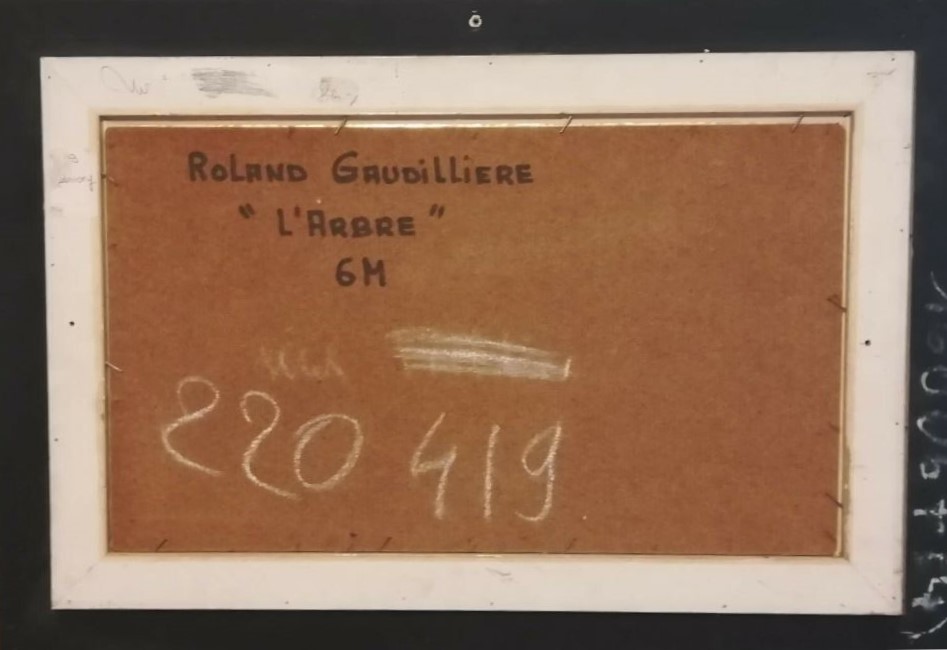 ROLAND GAUDILLIERE
" L'ARBRE "
6M
220 419